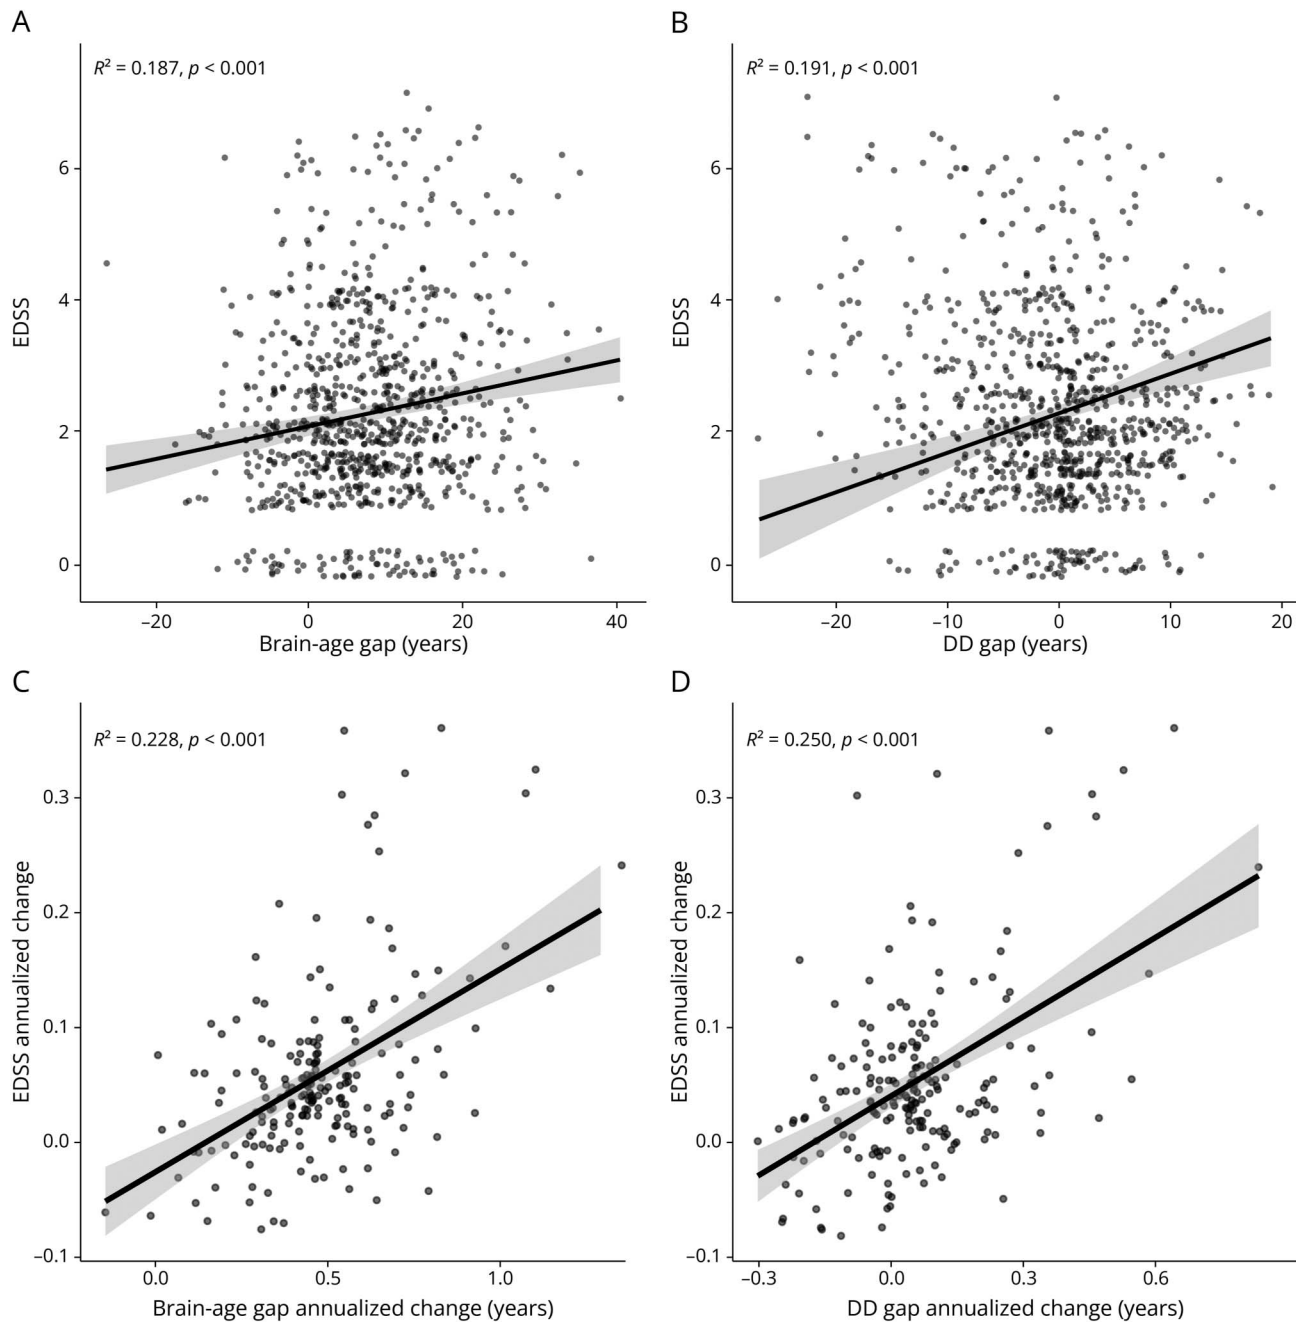 A
R² = 0.187, p < 0.001
EDSS
6
4
2
0
–20
0
20
40
Brain-age gap (years)
B
R² = 0.191, p < 0.001
EDSS
6
4
2
0
–20
–10
0
10
20
DD gap (years)
C
R² = 0.228, p < 0.001
EDSS annualized change
0.3
0.2
0.1
0.0
–0.1
0.0
0.5
1.0
Brain-age gap annualized change (years)
D
R² = 0.250, p < 0.001
EDSS annualized change
0.3
0.2
0.1
0.0
–0.1
–0.3
0.0
0.3
0.6
DD gap annualized change (years)